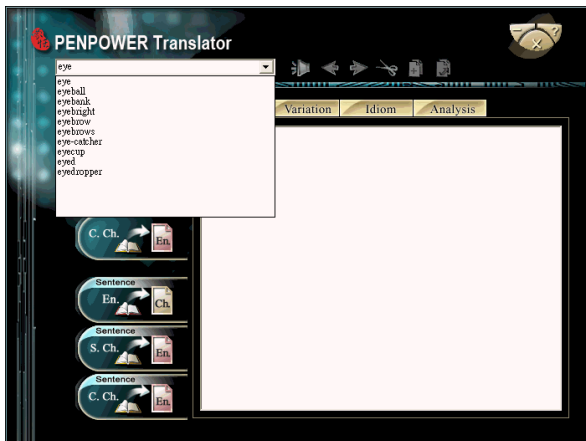 PENPOWER Translator
eye
eye
eyeball
eyebank
eyebright
eyebrow
eyebrows
eye-catcher
eyecup
eyed
eyedropper
Variation
Idiom
Analysis
C. Ch.
En.
Sentence
En.
Ch.
Sentence
S. Ch.
En.
Sentence
C. Ch.
En.